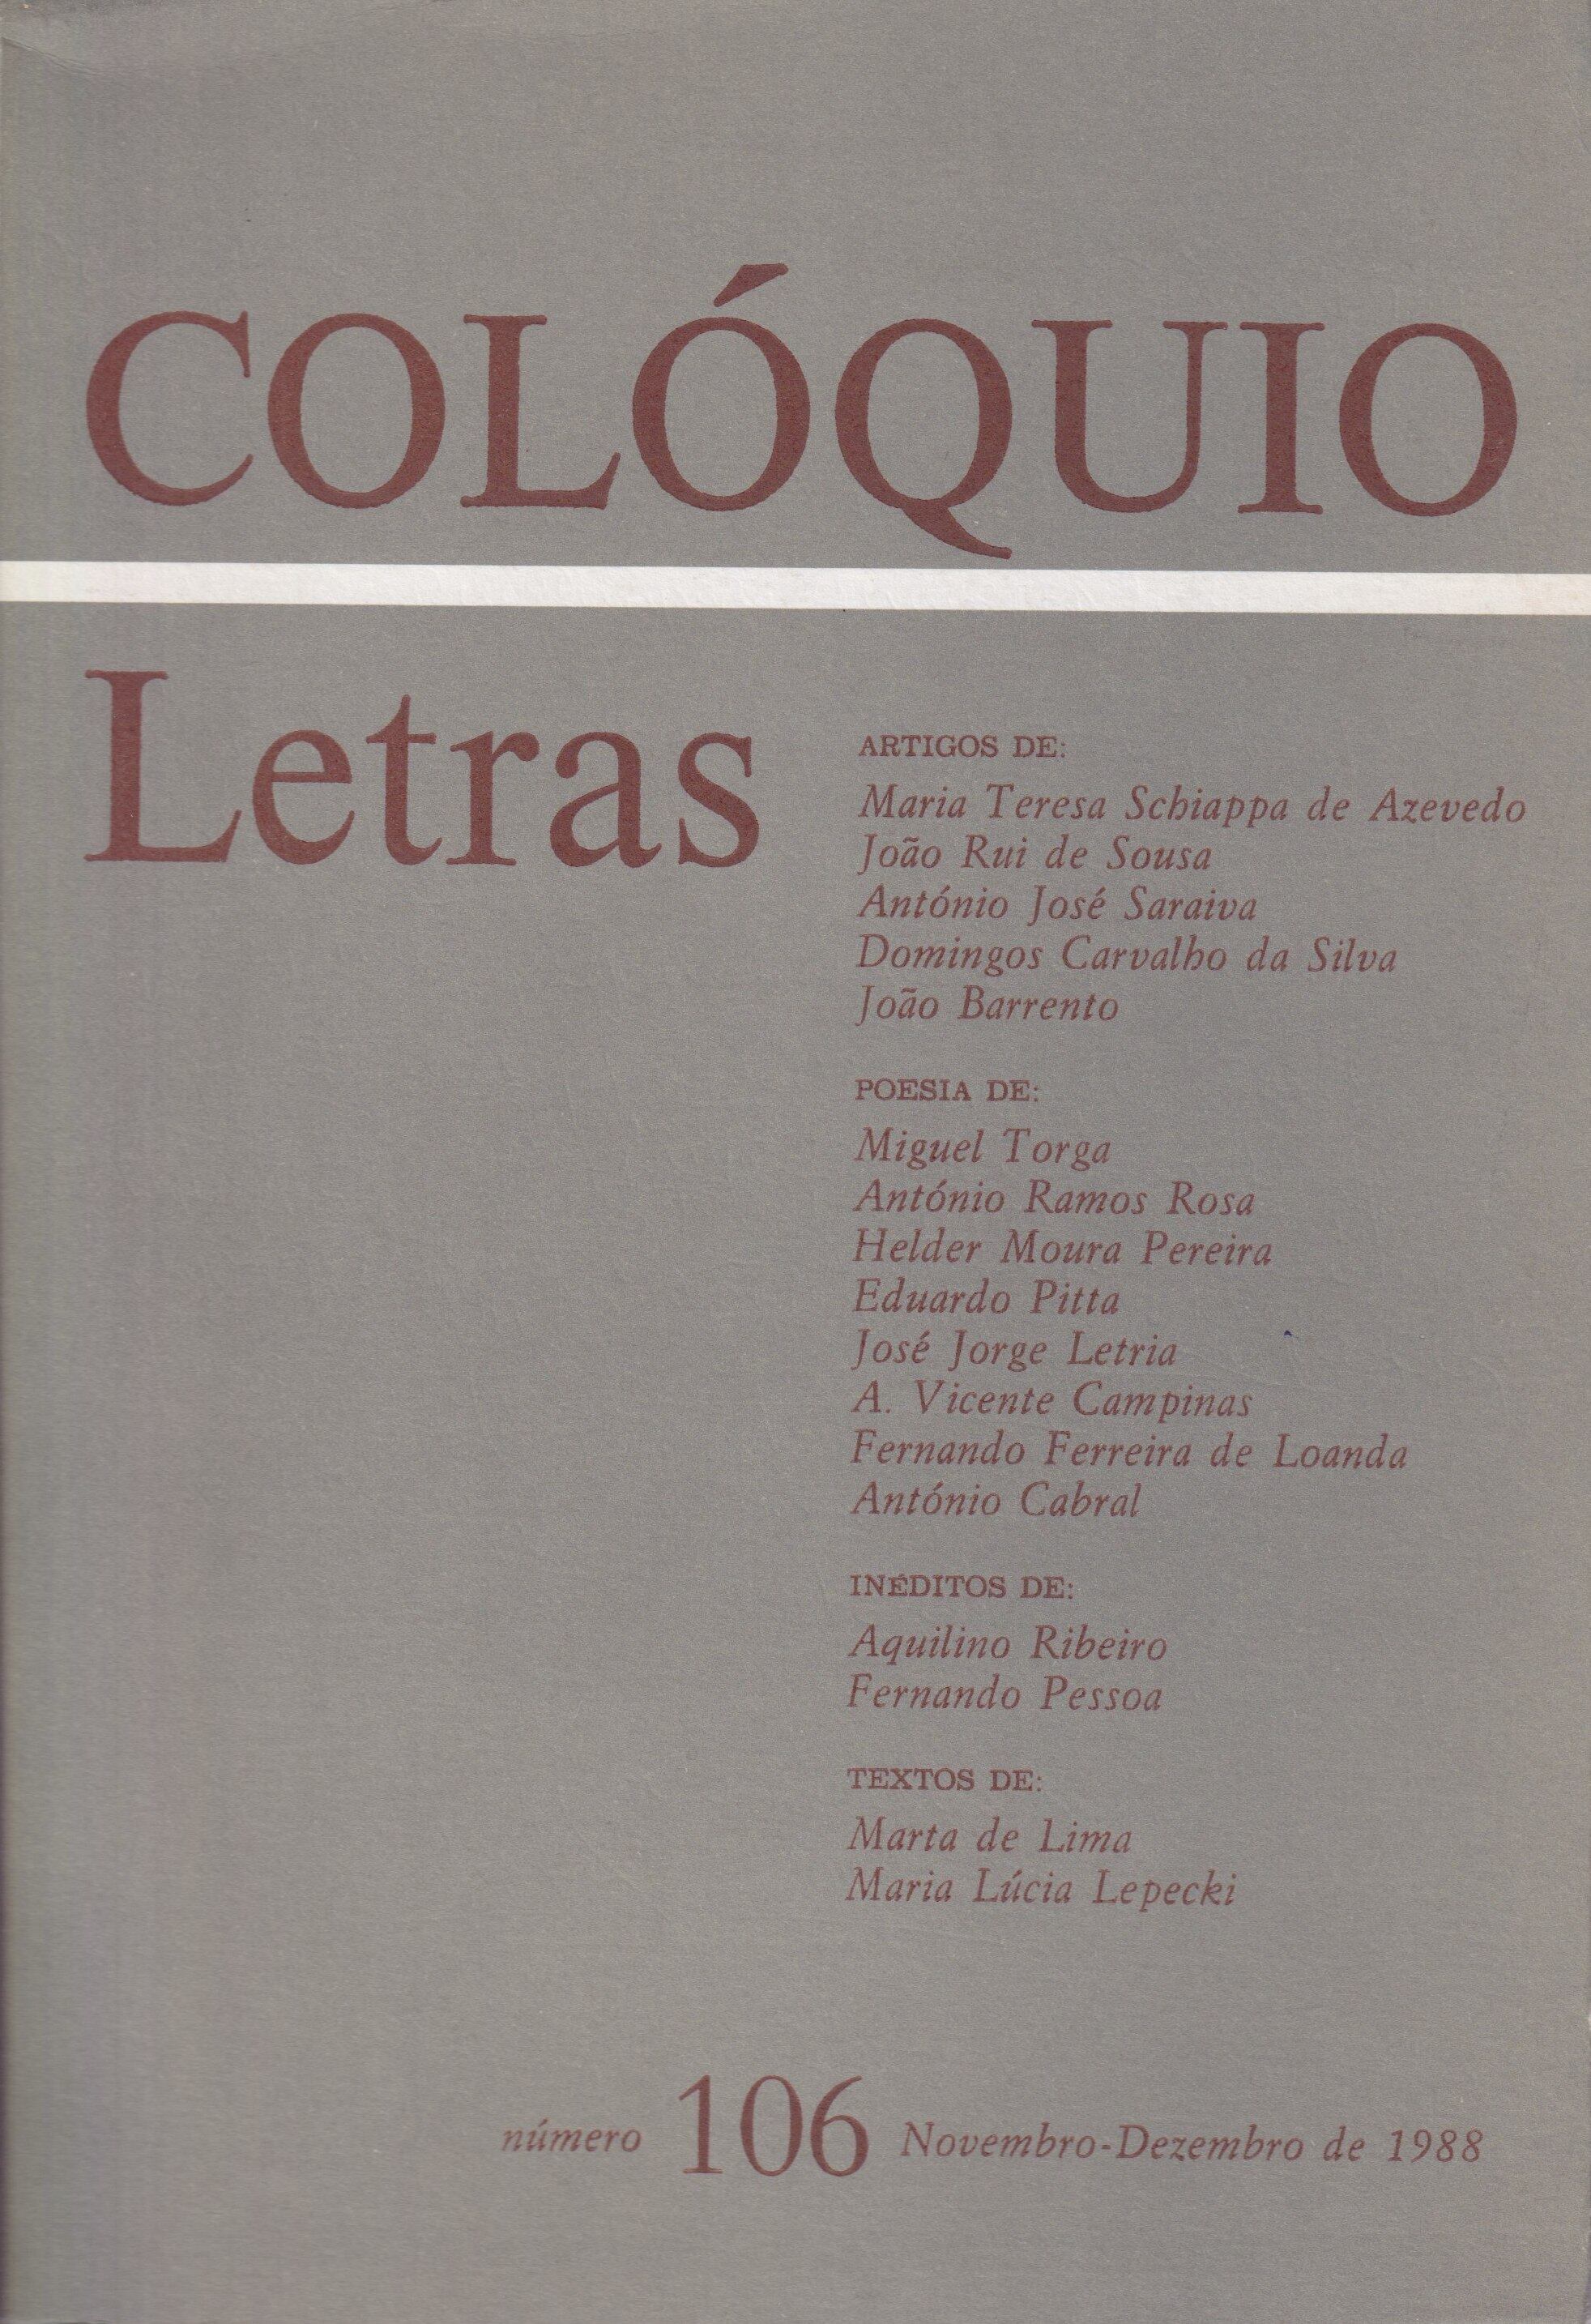 COLÓQUIO
Letras
ARTIGOS DE:
Maria Teresa Schiappa de Azevedo
João Rui de Sousa
António José Saraiva
Domingos Carvalho da Silva
João Barrento
POESIA DE:
Miguel Torga
António Ramos Rosa
Helder Moura Pereira
Eduardo Pitta
José Jorge Letria
A. Vicente Campinas
Fernando Ferreira de Loanda
António Cabral
INÉDITOS DE:
Aquilino Ribeiro
Fernando Pessoa
TEXTOS DE:
Marta de Lima
Maria Lúcia Lepecki
número 106 Novembro-Dezembro de 1988